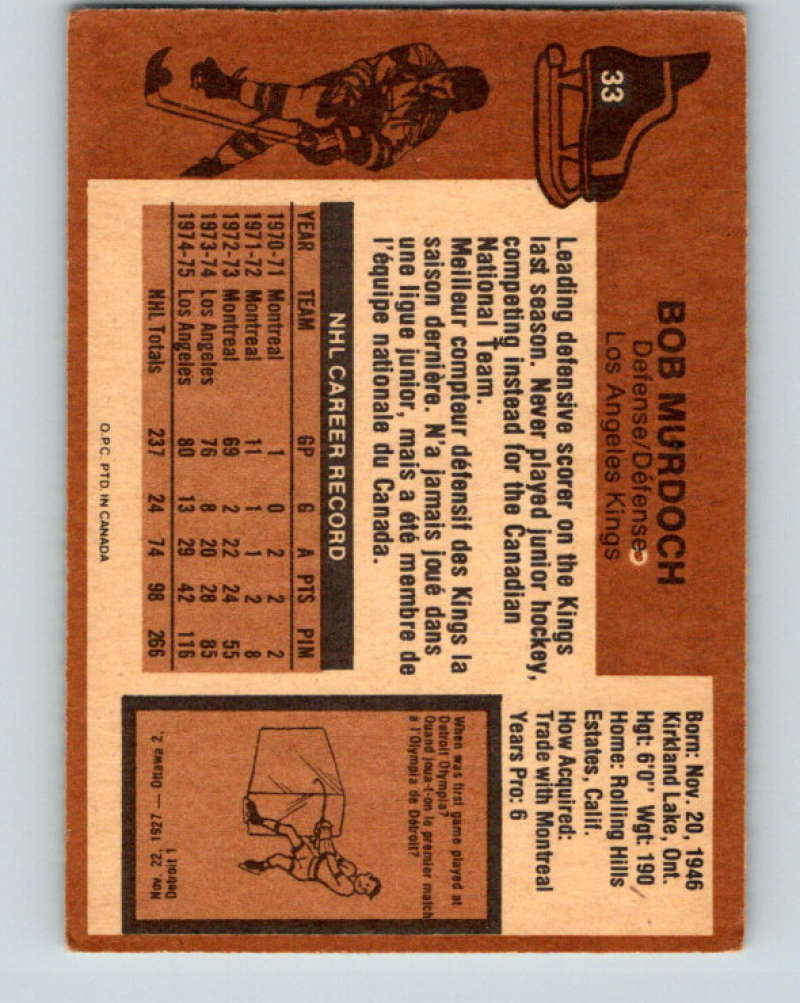 33
BOB MURDOCH
Defense/Défense
Los Angeles Kings
Leading defensive scorer on the Kings
last season. Never played junior hockey,
competing instead for the Canadian
National Team.
Meilleur compteur défensif des Kings la
saison dernière. N'a jamais joué dans
une ligue junior, mais a été membre de
l'équipe nationale du Canada.
NHL CAREER RECORD
YEAR TEAM GP G A PTS PIM
1970-71 Montreal 1 0 2 2 2
1971-72 Montreal 11 1 1 2 8
1972-73 Montreal 69 2 22 24 55
1973-74 Los Angeles 76 8 20 28 85
1974-75 Los Angeles 80 13 29 42 116
NHL Totals 237 24 74 98 266
O.P.C. PTD. IN CANADA
Born: Nov. 20, 1946
Kirkland Lake, Ont.
Hgt: 6'0" Wgt: 190
Home: Rolling Hills
Estates, Calif.
How Acquired:
Trade with Montreal
Years Pro: 6
When was first game played at
Detroit Olympia?
Quand joua-t-on le premier match
a l'Olympia de Détroit?
Nov. 22, 1927 — Ottawa 2,
Detroit 1